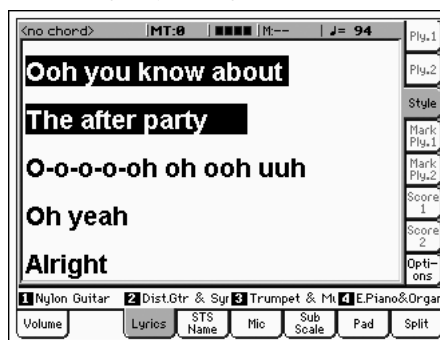 <no chord> MT:0 M:-- ♩= 94
Ooh you know about
The after party
O-o-o-o-oh oh ooh uuh
Oh yeah
Alright
Ply.1
Ply.2
Style
Mark Ply.1
Mark Ply.2
Score 1
Score 2
Opti-ons
1 Nylon Guitar 2 Dist.Gtr & Syr 3 Trumpet & Mu 4 E.Piano&Organ
Volume Lyrics STS Name Mic Sub Scale Pad Split